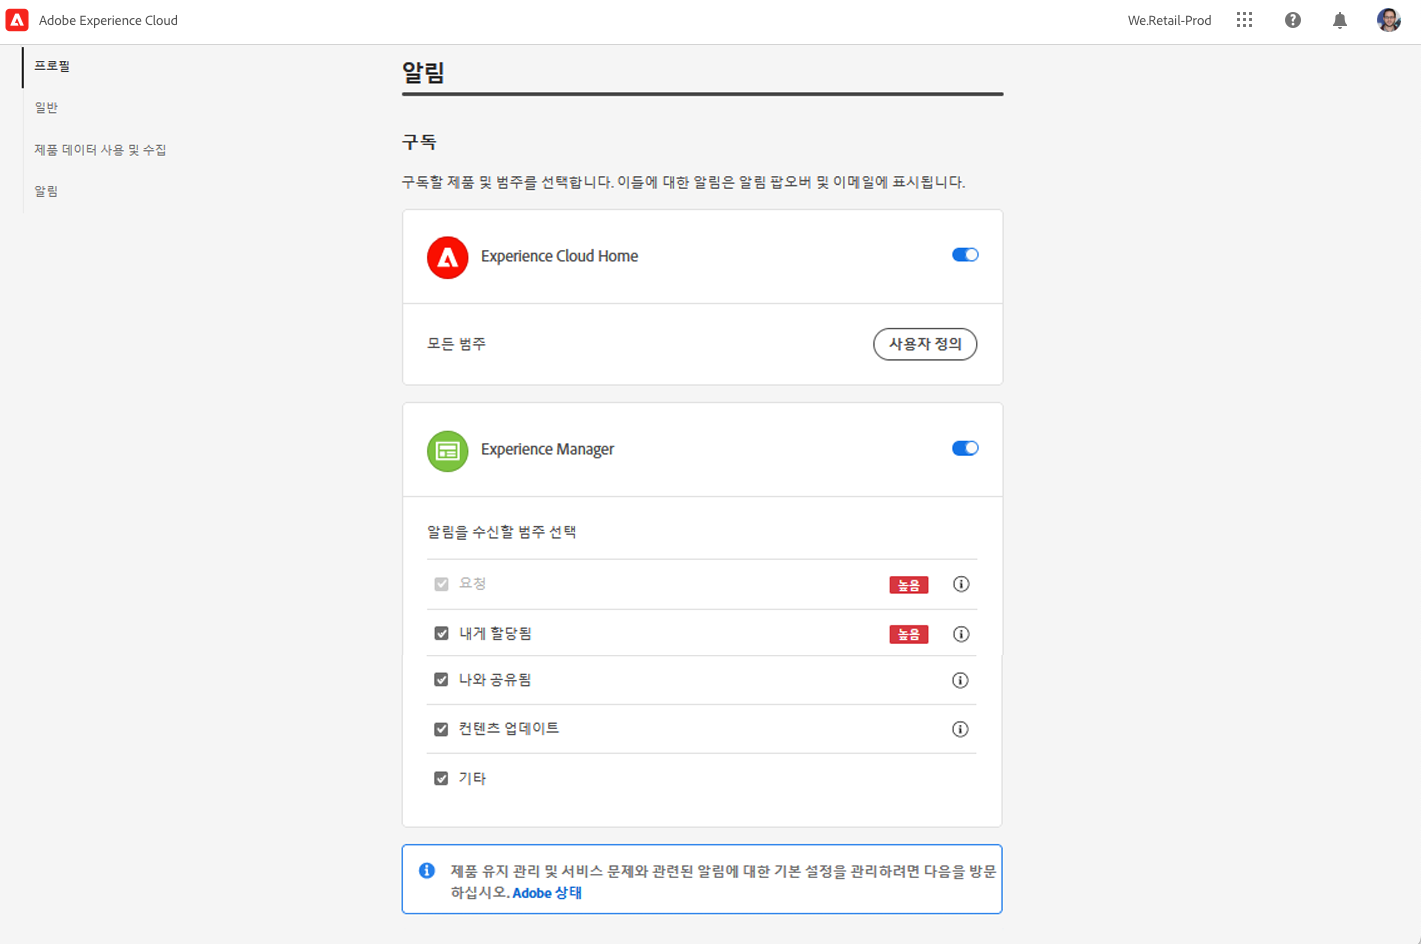 Adobe Experience Cloud
We.Retail-Prod
프로필
일반
제품 데이터 사용 및 수집
알림
알림
구독
구독할 제품 및 범주를 선택합니다. 이들에 대한 알림은 알림 팝오버 및 이메일에 표시됩니다.
Experience Cloud Home
모든 범주
사용자 정의
Experience Manager
알림을 수신할 범주 선택
요청
높음
내게 할당됨
높음
나와 공유됨
컨텐츠 업데이트
기타
제품 유지 관리 및 서비스 문제와 관련된 알림에 대한 기본 설정을 관리하려면 다음을 방문
하십시오. Adobe 상태